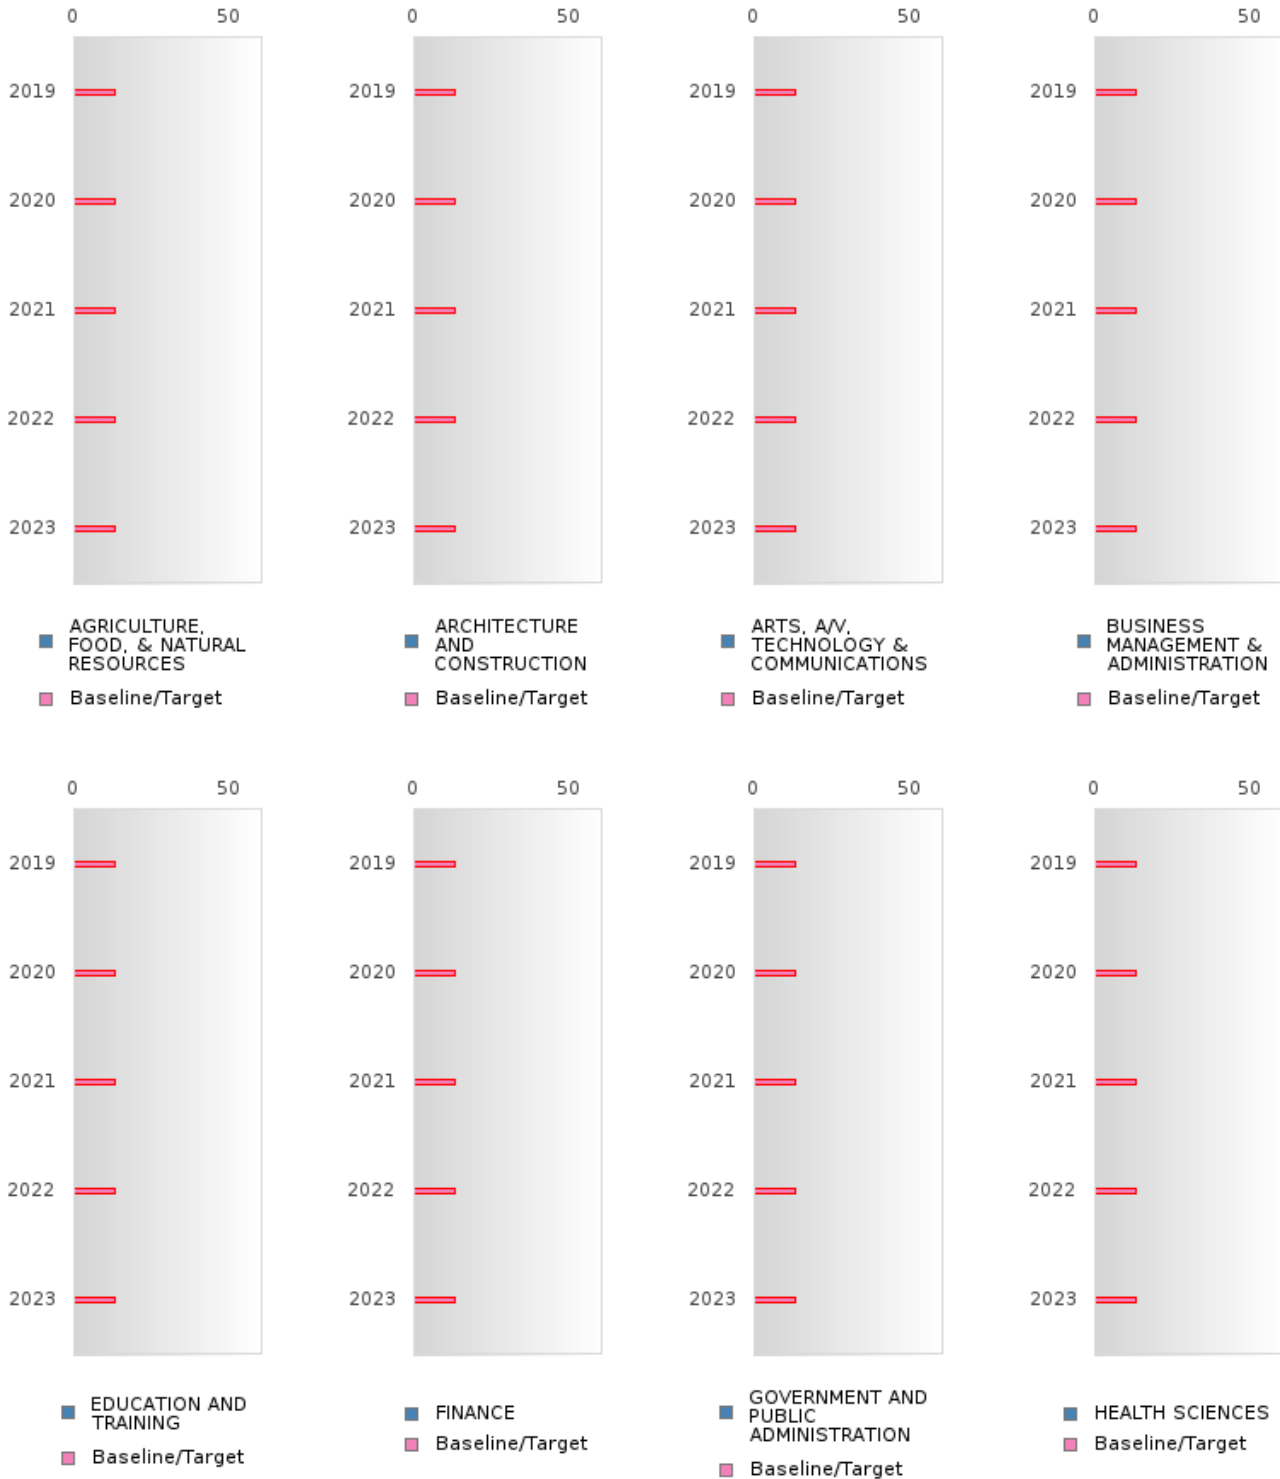 0 50 0 50 0 50 0 50
2019 2019 2019 2019
2020 2020 2020 2020
2021 2021 2021 2021
2022 2022 2022 2022
2023 2023 2023 2023
AGRICULTURE,
FOOD, & NATURAL
RESOURCES
Baseline/Target
ARCHITECTURE
AND
CONSTRUCTION
Baseline/Target
ARTS, A/V,
TECHNOLOGY &
COMMUNICATIONS
Baseline/Target
BUSINESS
MANAGEMENT &
ADMINISTRATION
Baseline/Target
0 50 0 50 0 50 0 50
2019 2019 2019 2019
2020 2020 2020 2020
2021 2021 2021 2021
2022 2022 2022 2022
2023 2023 2023 2023
EDUCATION AND
TRAINING
Baseline/Target
FINANCE
Baseline/Target
GOVERNMENT AND
PUBLIC
ADMINISTRATION
Baseline/Target
HEALTH SCIENCES
Baseline/Target